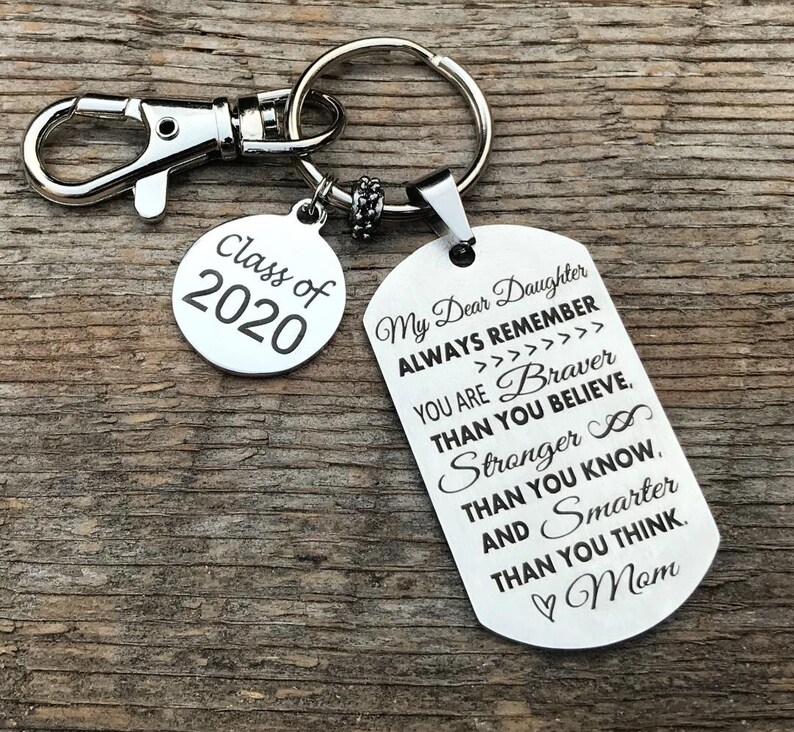 Class of
2020
My Dear Daughter
ALWAYS REMEMBER
>>>>>>>>
YOU ARE Braver
THAN YOU BELIEVE,
Stronger
THAN YOU KNOW,
AND Smarter
THAN YOU THINK.
♡ Mom